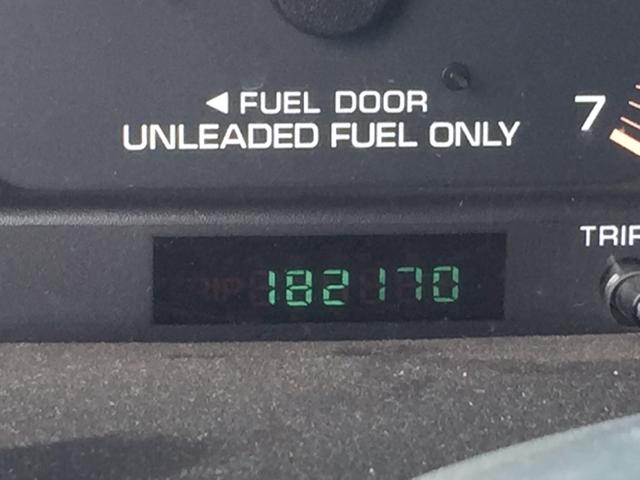 ◄ FUEL DOOR
UNLEADED FUEL ONLY
7
182170
TRIP